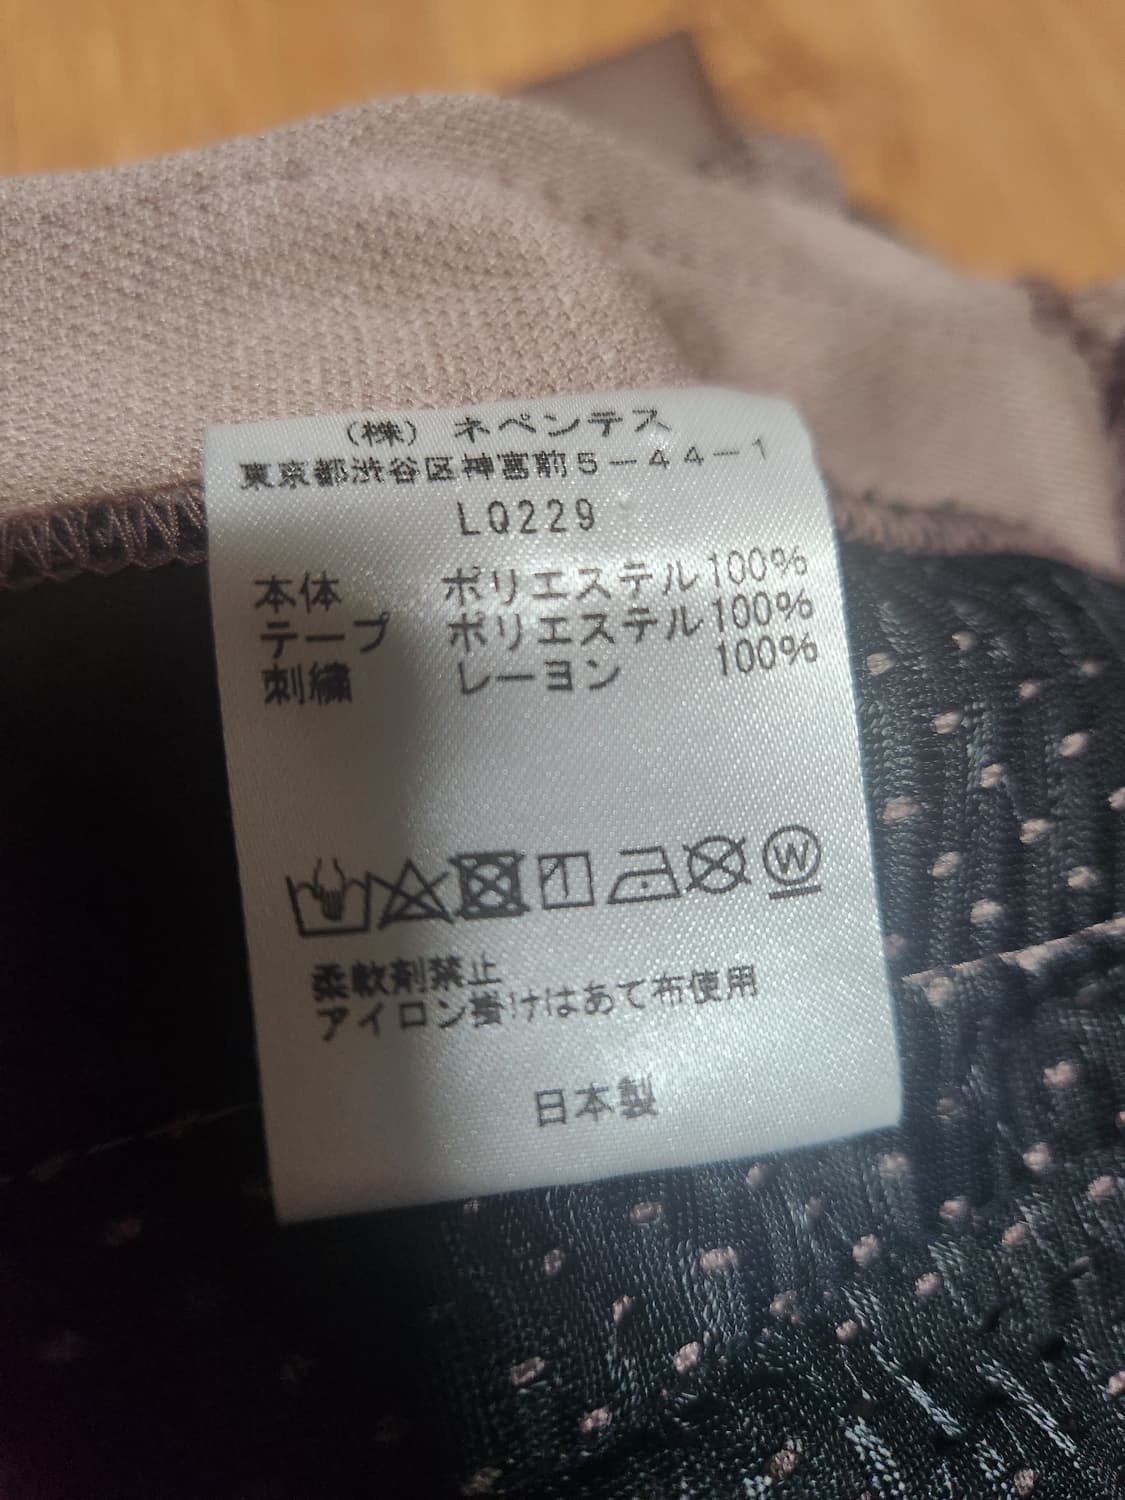 （株）ネペンテス
東京都渋谷区神宮前5－44－1
LQ229
本体 ポリエステル100%
テープ ポリエステル100%
刺繍 レーヨン 100%
W
柔軟剤禁止
アイロン掛けはあて布使用
日本製